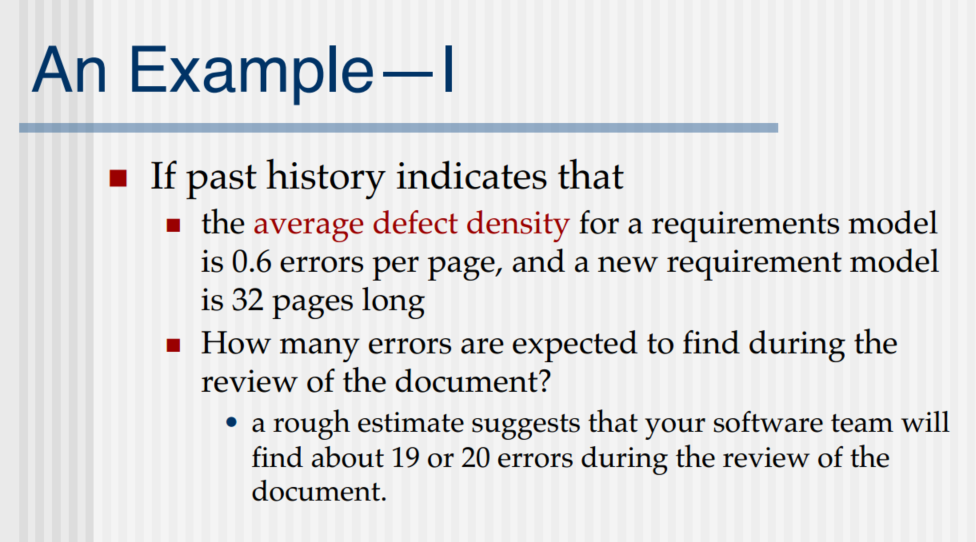 An Example—I
If past history indicates that
the average defect density for a requirements model
is 0.6 errors per page, and a new requirement model
is 32 pages long
How many errors are expected to find during the
review of the document?
a rough estimate suggests that your software team will
find about 19 or 20 errors during the review of the
document.